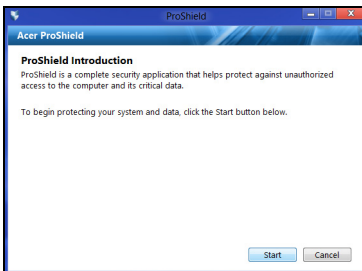 ProShield
Acer ProShield
ProShield Introduction
ProShield is a complete security application that helps protect against unauthorized
access to the computer and its critical data.
To begin protecting your system and data, click the Start button below.
Start Cancel